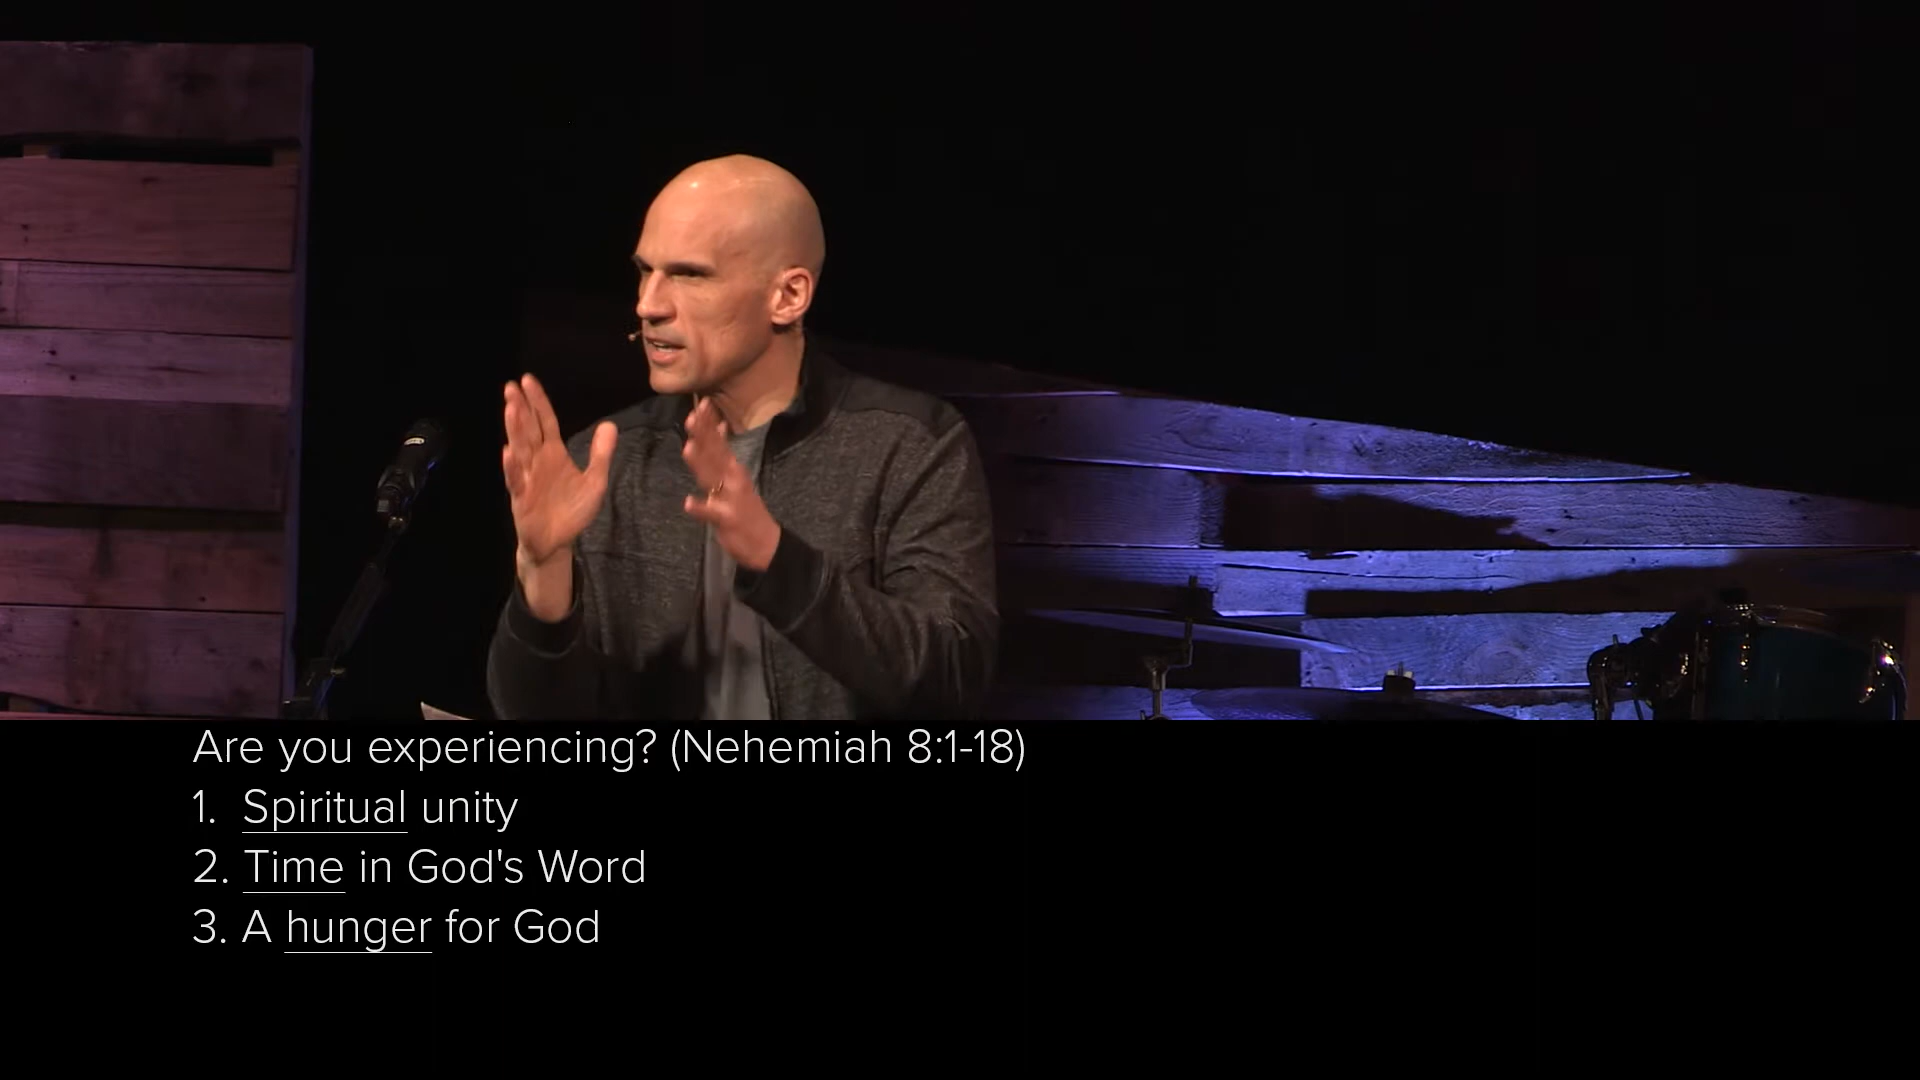 Are you experiencing? (Nehemiah 8:1-18)
1. Spiritual unity
2. Time in God's Word
3. A hunger for God